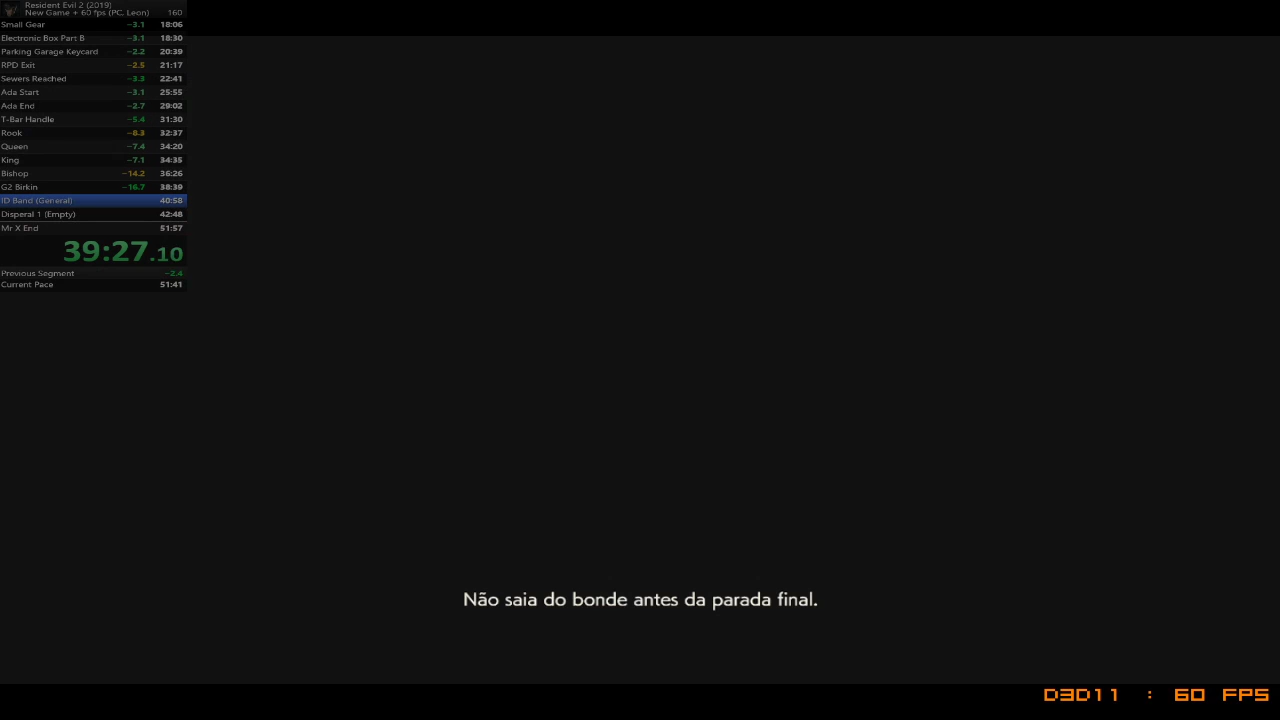 Resident Evil 2 (2019)
New Game + 60 fps (PC, Leon) 160
Small Gear -3.1 18:06
Electronic Box Part B -3.1 18:30
Parking Garage Keycard -2.2 20:39
RPD Exit -2.5 21:17
Sewers Reached -3.3 22:41
Ada Start -3.1 25:55
Ada End -2.7 29:02
T-Bar Handle -5.4 31:30
Rook -8.3 32:37
Queen -7.4 34:20
King -7.1 34:35
Bishop -14.2 36:26
G2 Birkin -16.7 38:39
ID Band (General) 40:58
Disperal 1 (Empty) 42:48
Mr X End 51:57
39:27.10
Previous Segment -2.4
Current Pace 51:41
Não saia do bonde antes da parada final.
D3D11 : 60 FPS